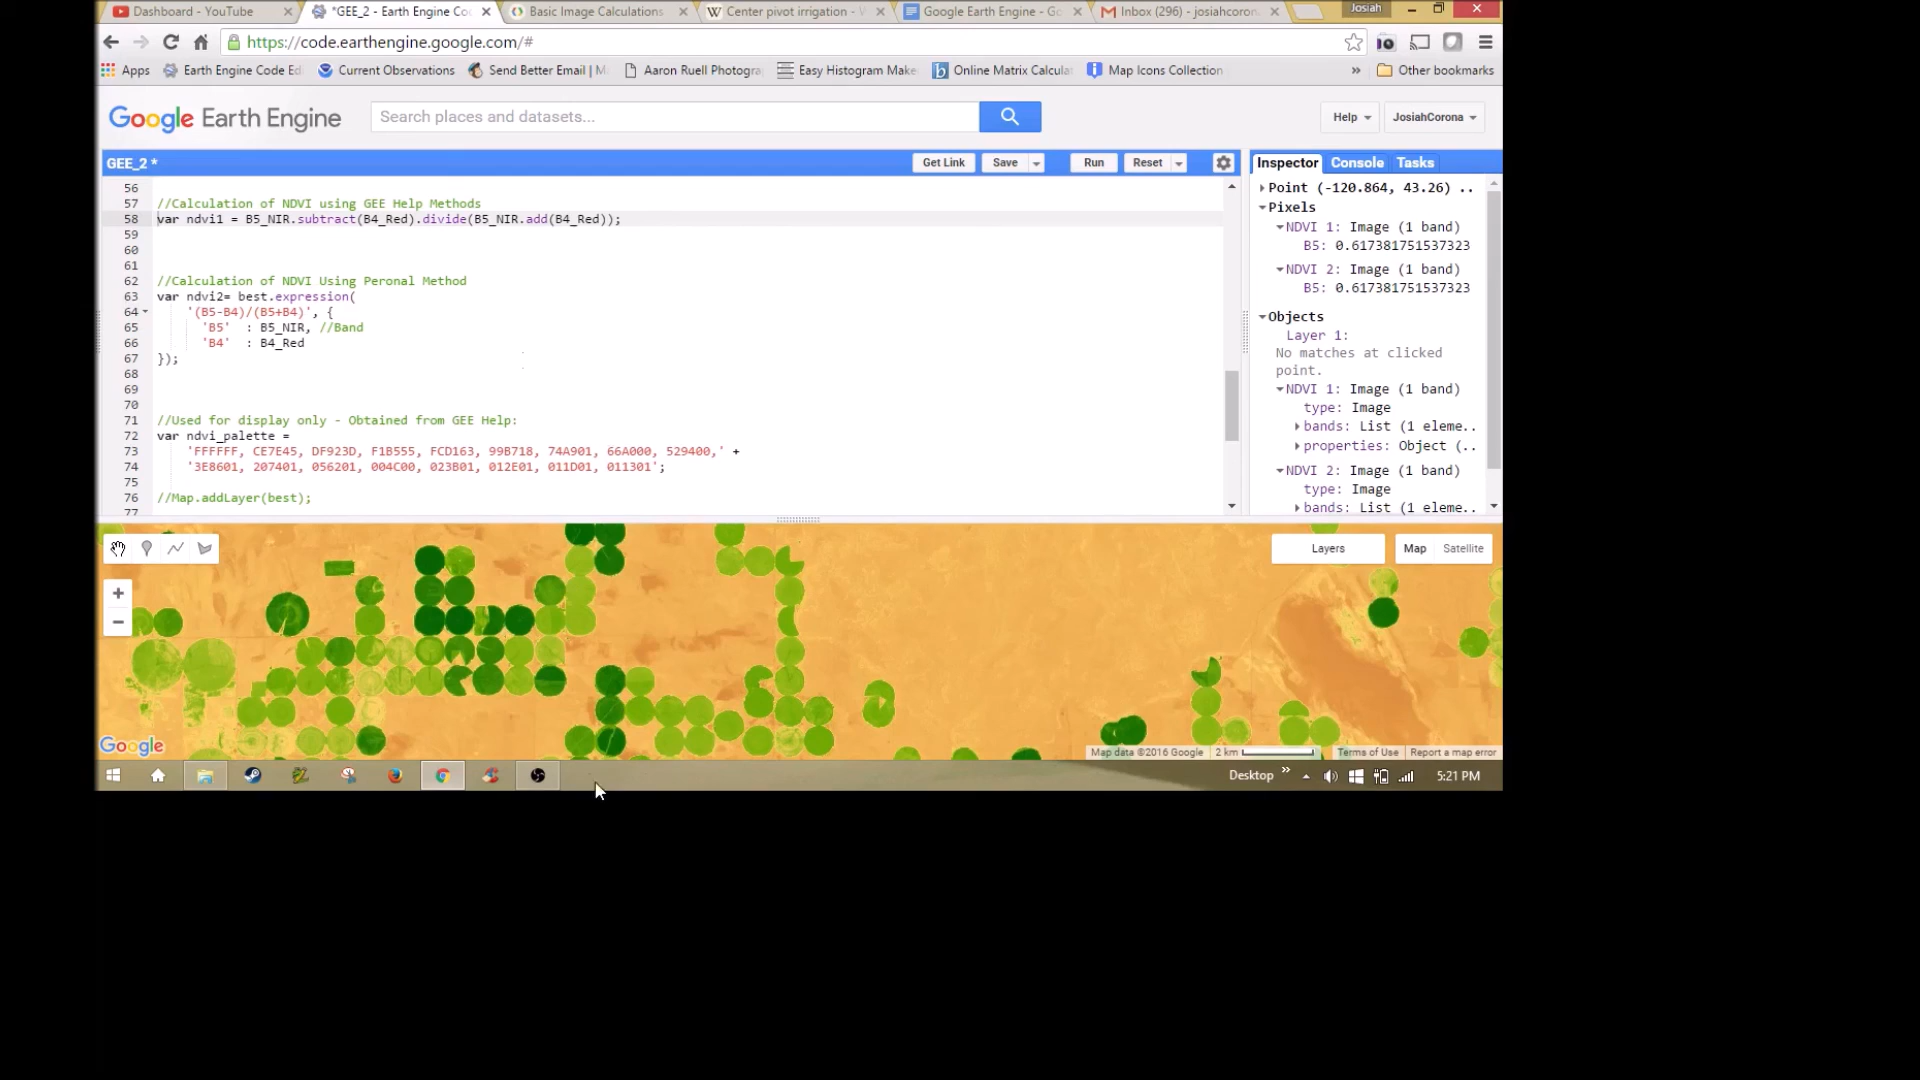 Dashboard - YouTube
*GEE_2 - Earth Engine Co
Basic Image Calculations
Center pivot irrigation -
Google Earth Engine - Go
Inbox (296) - josiahcoron
Josiah
https://code.earthengine.google.com/#
Apps
Earth Engine Code Ed
Current Observations
Send Better Email | M
Aaron Ruell Photogra
Easy Histogram Make
Online Matrix Calcula
Map Icons Collection
»
Other bookmarks
Google Earth Engine
Search places and datasets...
Help
JosiahCorona
GEE_2 *
Get Link
Save
Run
Reset
Inspector
Console
Tasks
56
57 //Calculation of NDVI using GEE Help Methods
58 var ndvi1 = B5_NIR.subtract(B4_Red).divide(B5_NIR.add(B4_Red));
59
60
61
62 //Calculation of NDVI Using Peronal Method
63 var ndvi2= best.expression(
64 '(B5-B4)/(B5+B4)', {
65 'B5' : B5_NIR, //Band
66 'B4' : B4_Red
67 });
68
69
70
71 //Used for display only - Obtained from GEE Help:
72 var ndvi_palette =
73 'FFFFFF, CE7E45, DF923D, F1B555, FCD163, 99B718, 74A901, 66A000, 529400,' +
74 '3E8601, 207401, 056201, 004C00, 023B01, 012E01, 011D01, 011301';
75
76 //Map.addLayer(best);
77
Point (-120.864, 43.26) ..
Pixels
NDVI 1: Image (1 band)
B5: 0.617381751537323
NDVI 2: Image (1 band)
B5: 0.617381751537323
Objects
Layer 1:
No matches at clicked
point.
NDVI 1: Image (1 band)
type: Image
bands: List (1 eleme..
properties: Object (..
NDVI 2: Image (1 band)
type: Image
bands: List (1 eleme..
+
−
Layers
Map
Satellite
Google
Map data ©2016 Google
2 km
Terms of Use
Report a map error
Desktop
»
5:21 PM